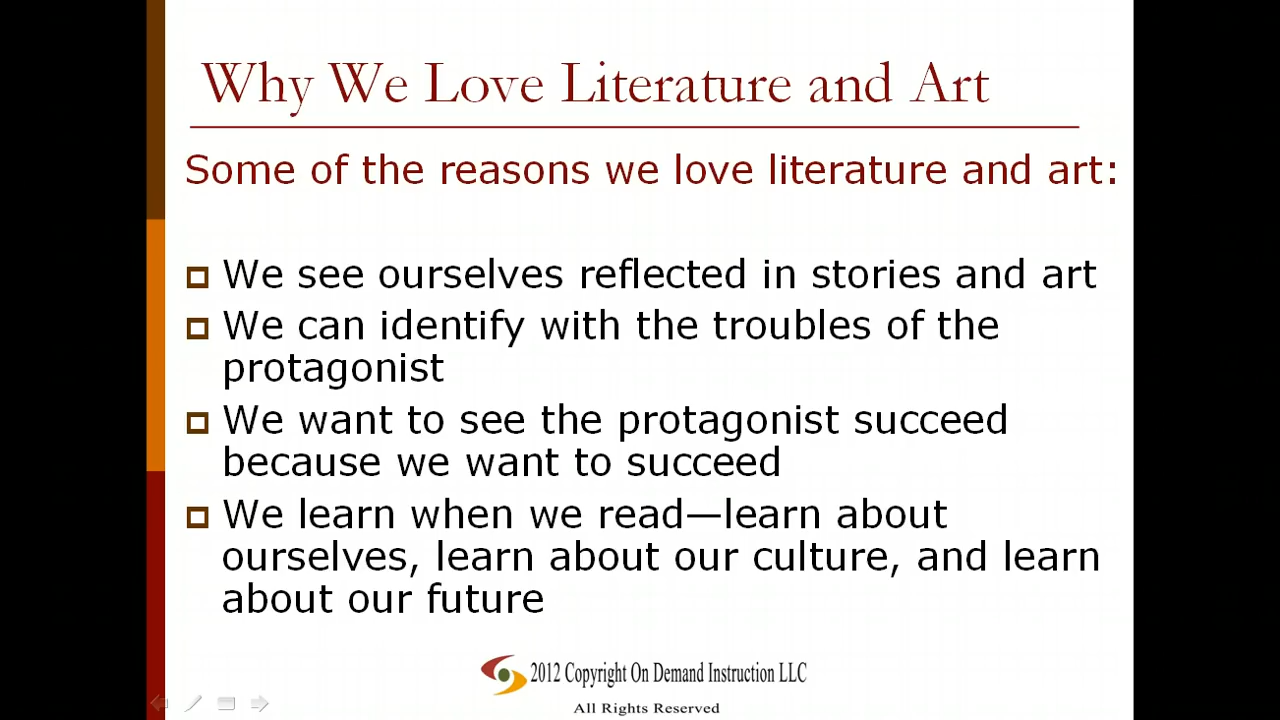 Why We Love Literature and Art
Some of the reasons we love literature and art:
We see ourselves reflected in stories and art
We can identify with the troubles of the
protagonist
We want to see the protagonist succeed
because we want to succeed
We learn when we read—learn about
ourselves, learn about our culture, and learn
about our future
2012 Copyright On Demand Instruction LLC
All Rights Reserved